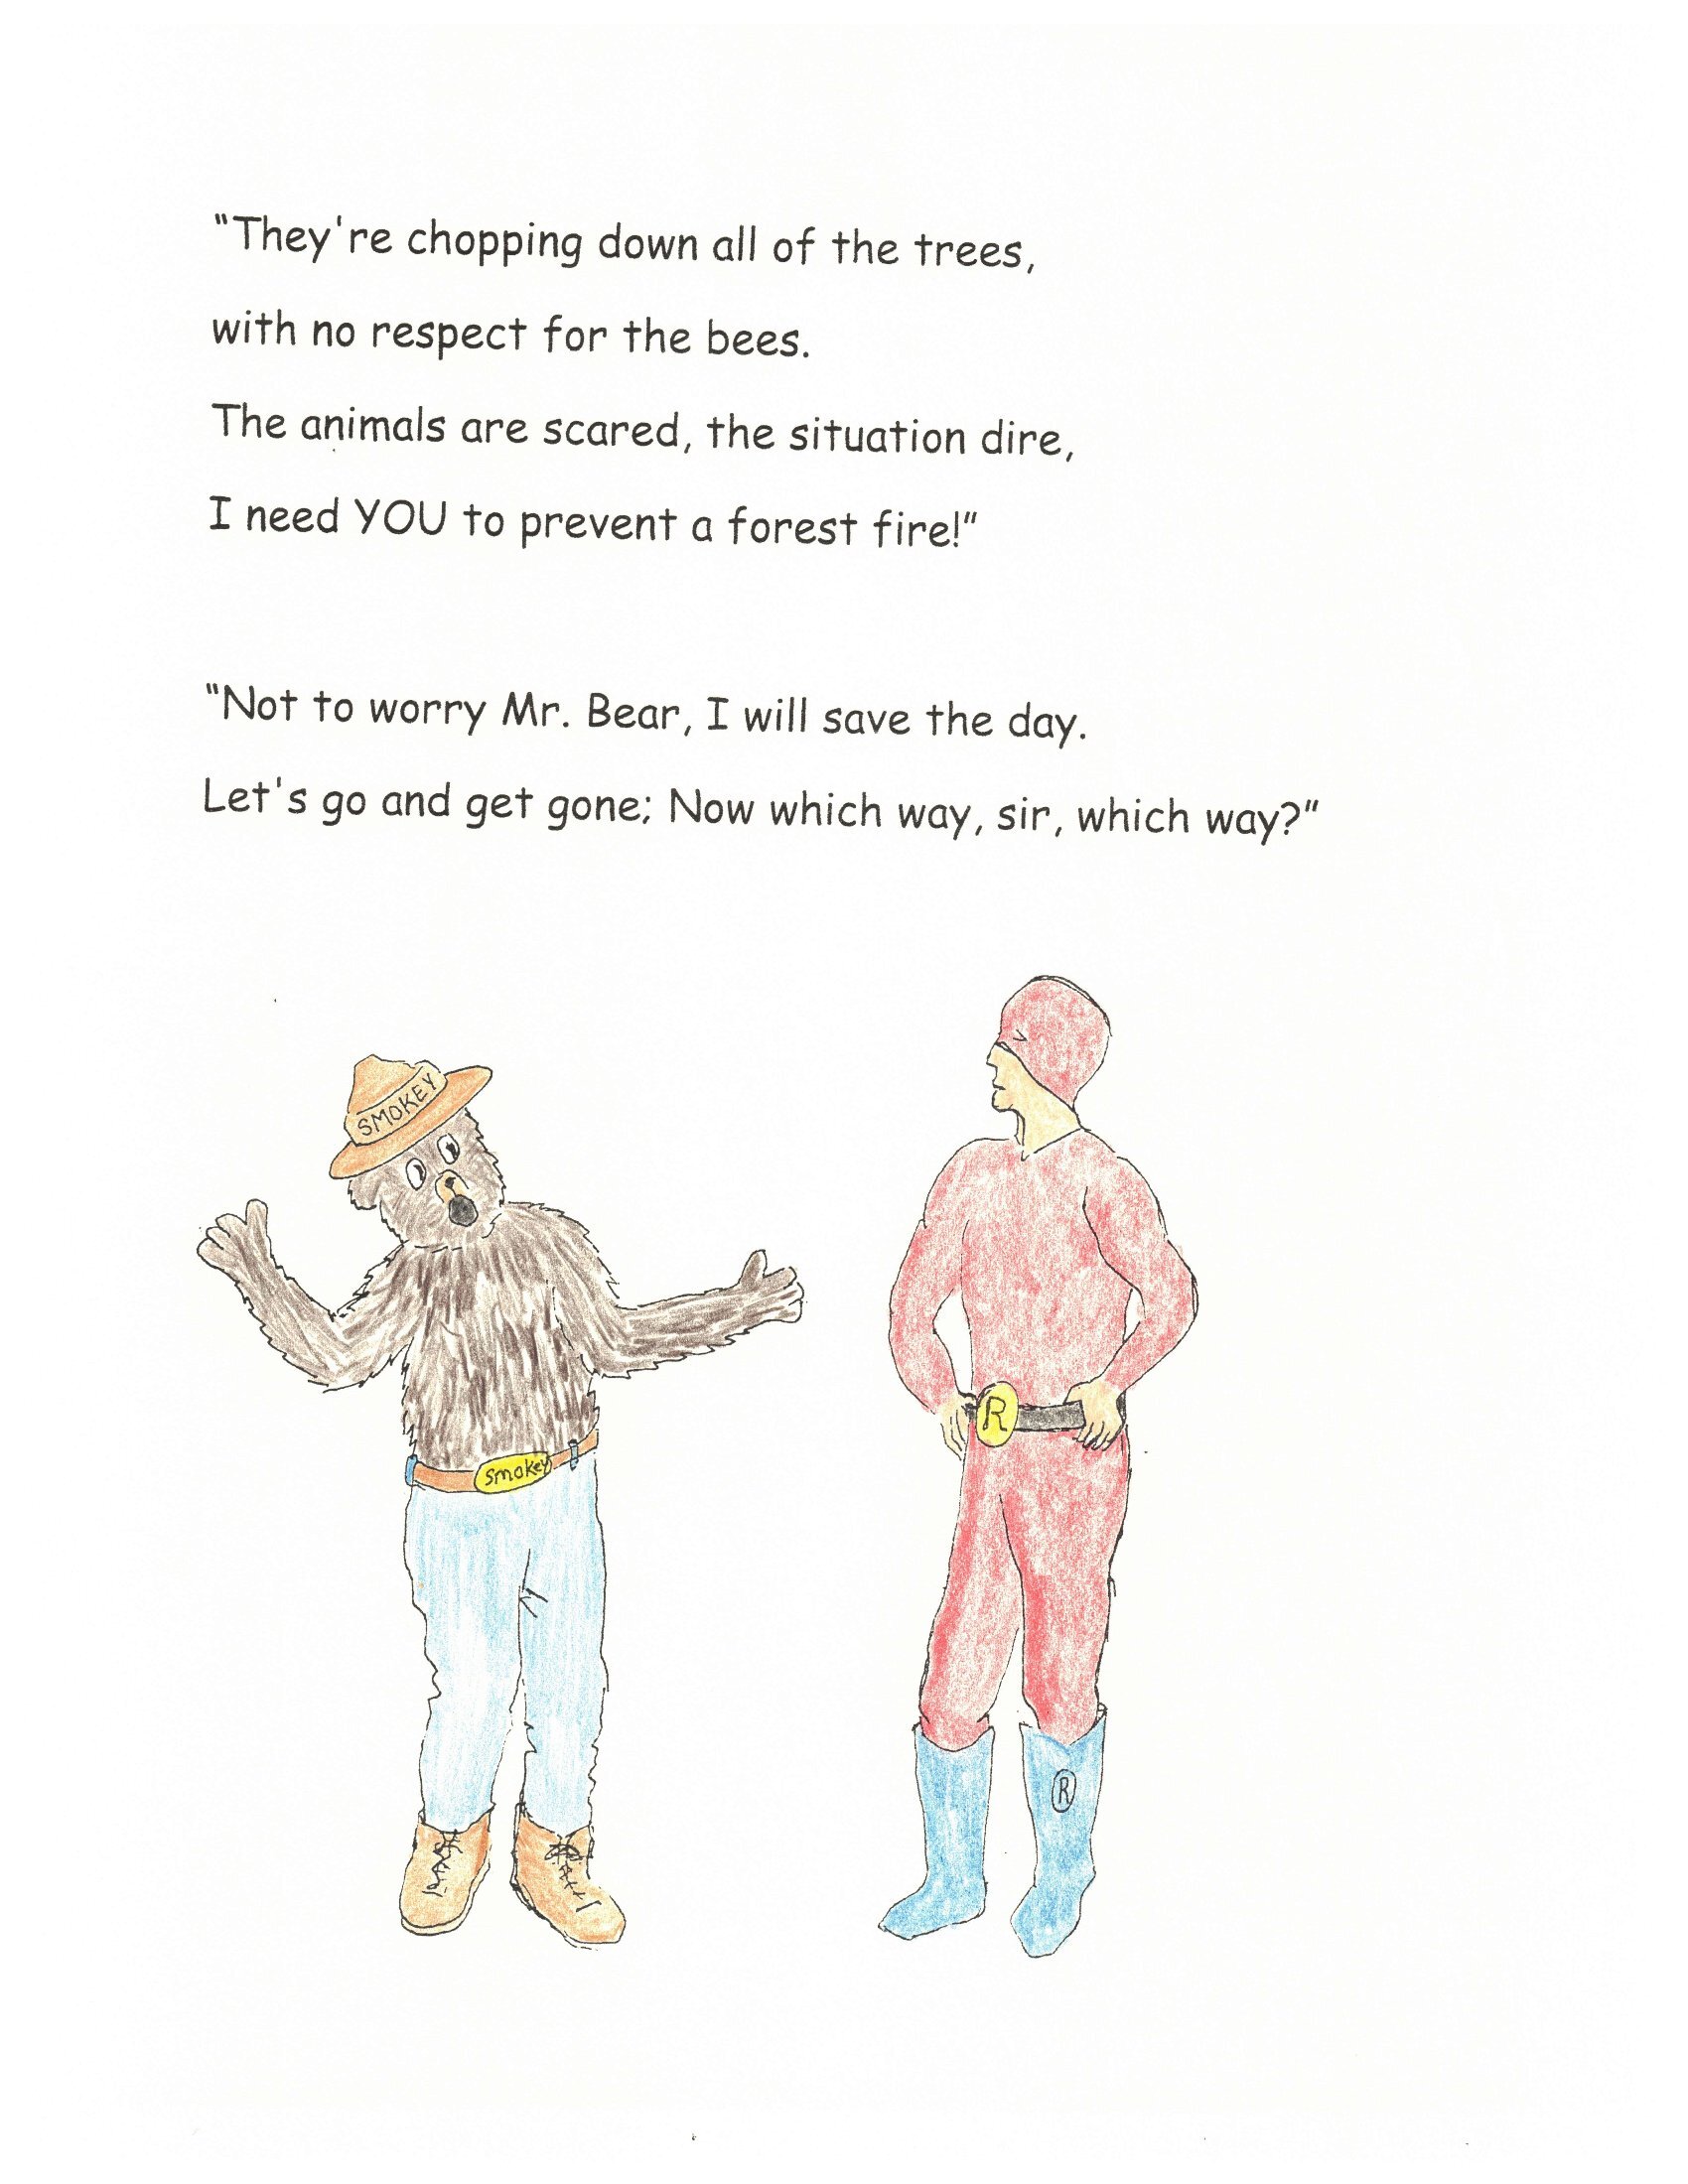 “They're chopping down all of the trees,
with no respect for the bees.
The animals are scared, the situation dire,
I need YOU to prevent a forest fire!”
“Not to worry Mr. Bear, I will save the day.
Let's go and get gone; Now which way, sir, which way?”
SMOKEY
R
Smokey
R